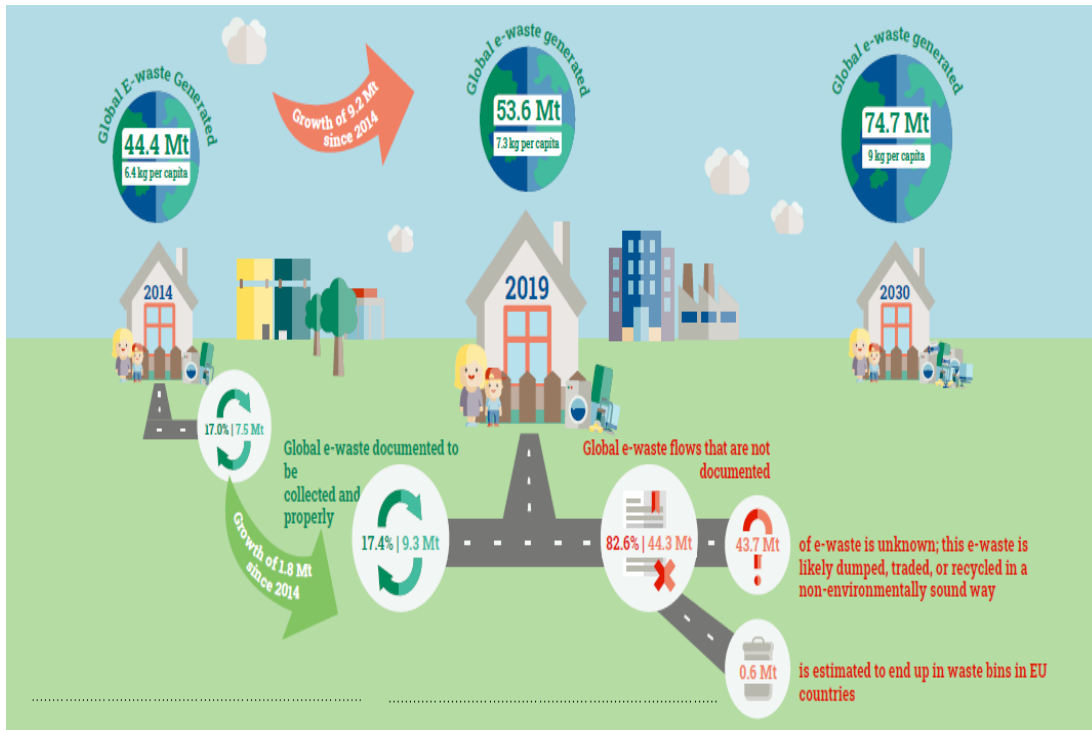 Global E-waste Generated
44.4 Mt
6.4 kg per capita
Growth of 9.2 Mt
since 2014
Global e-waste generated
53.6 Mt
7.3 kg per capita
Global e-waste generated
74.7 Mt
9 kg per capita
2014
2019
2030
17.0% | 7.5 Mt
Growth of 1.8 Mt
since 2014
Global e-waste documented to
be
collected and
properly
17.4% | 9.3 Mt
Global e-waste flows that are not
documented
82.6% | 44.3 Mt
43.7 Mt
of e-waste is unknown; this e-waste is
likely dumped, traded, or recycled in a
non-environmentally sound way
0.6 Mt
is estimated to end up in waste bins in EU
countries